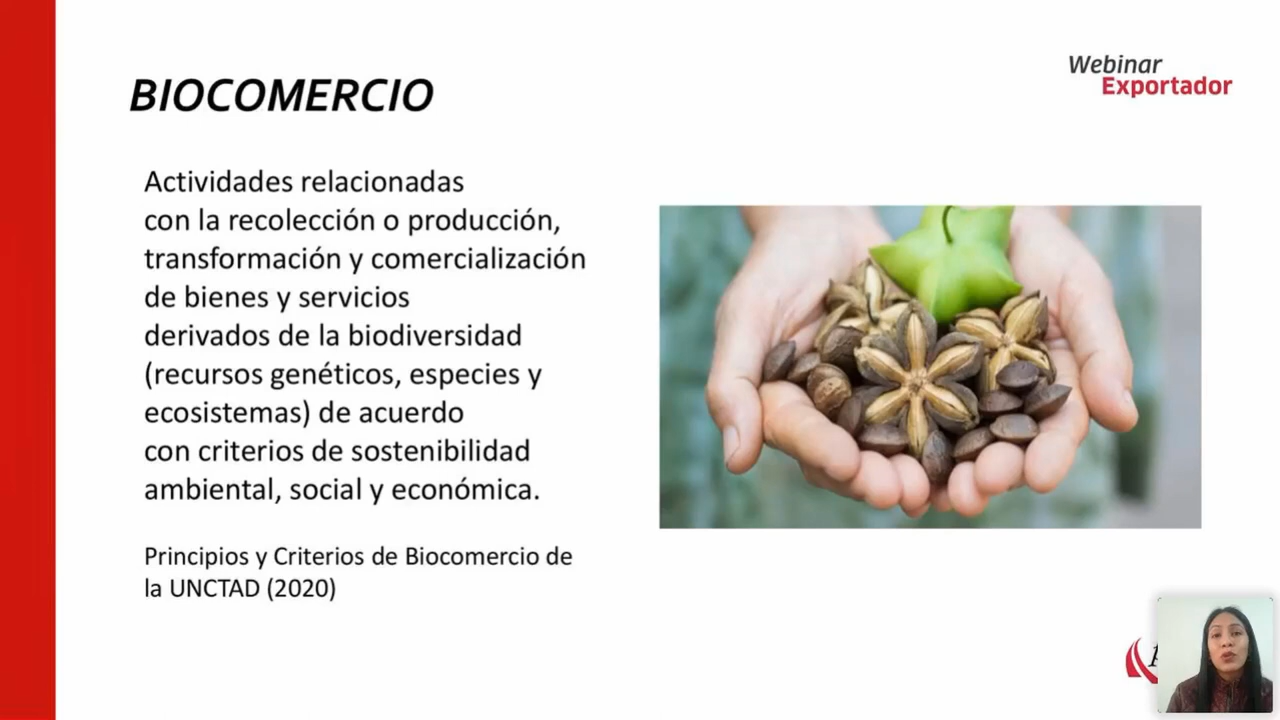 BIOCOMERCIO
Webinar
Exportador
Actividades relacionadas
con la recolección o producción,
transformación y comercialización
de bienes y servicios
derivados de la biodiversidad
(recursos genéticos, especies y
ecosistemas) de acuerdo
con criterios de sostenibilidad
ambiental, social y económica.
Principios y Criterios de Biocomercio de
la UNCTAD (2020)